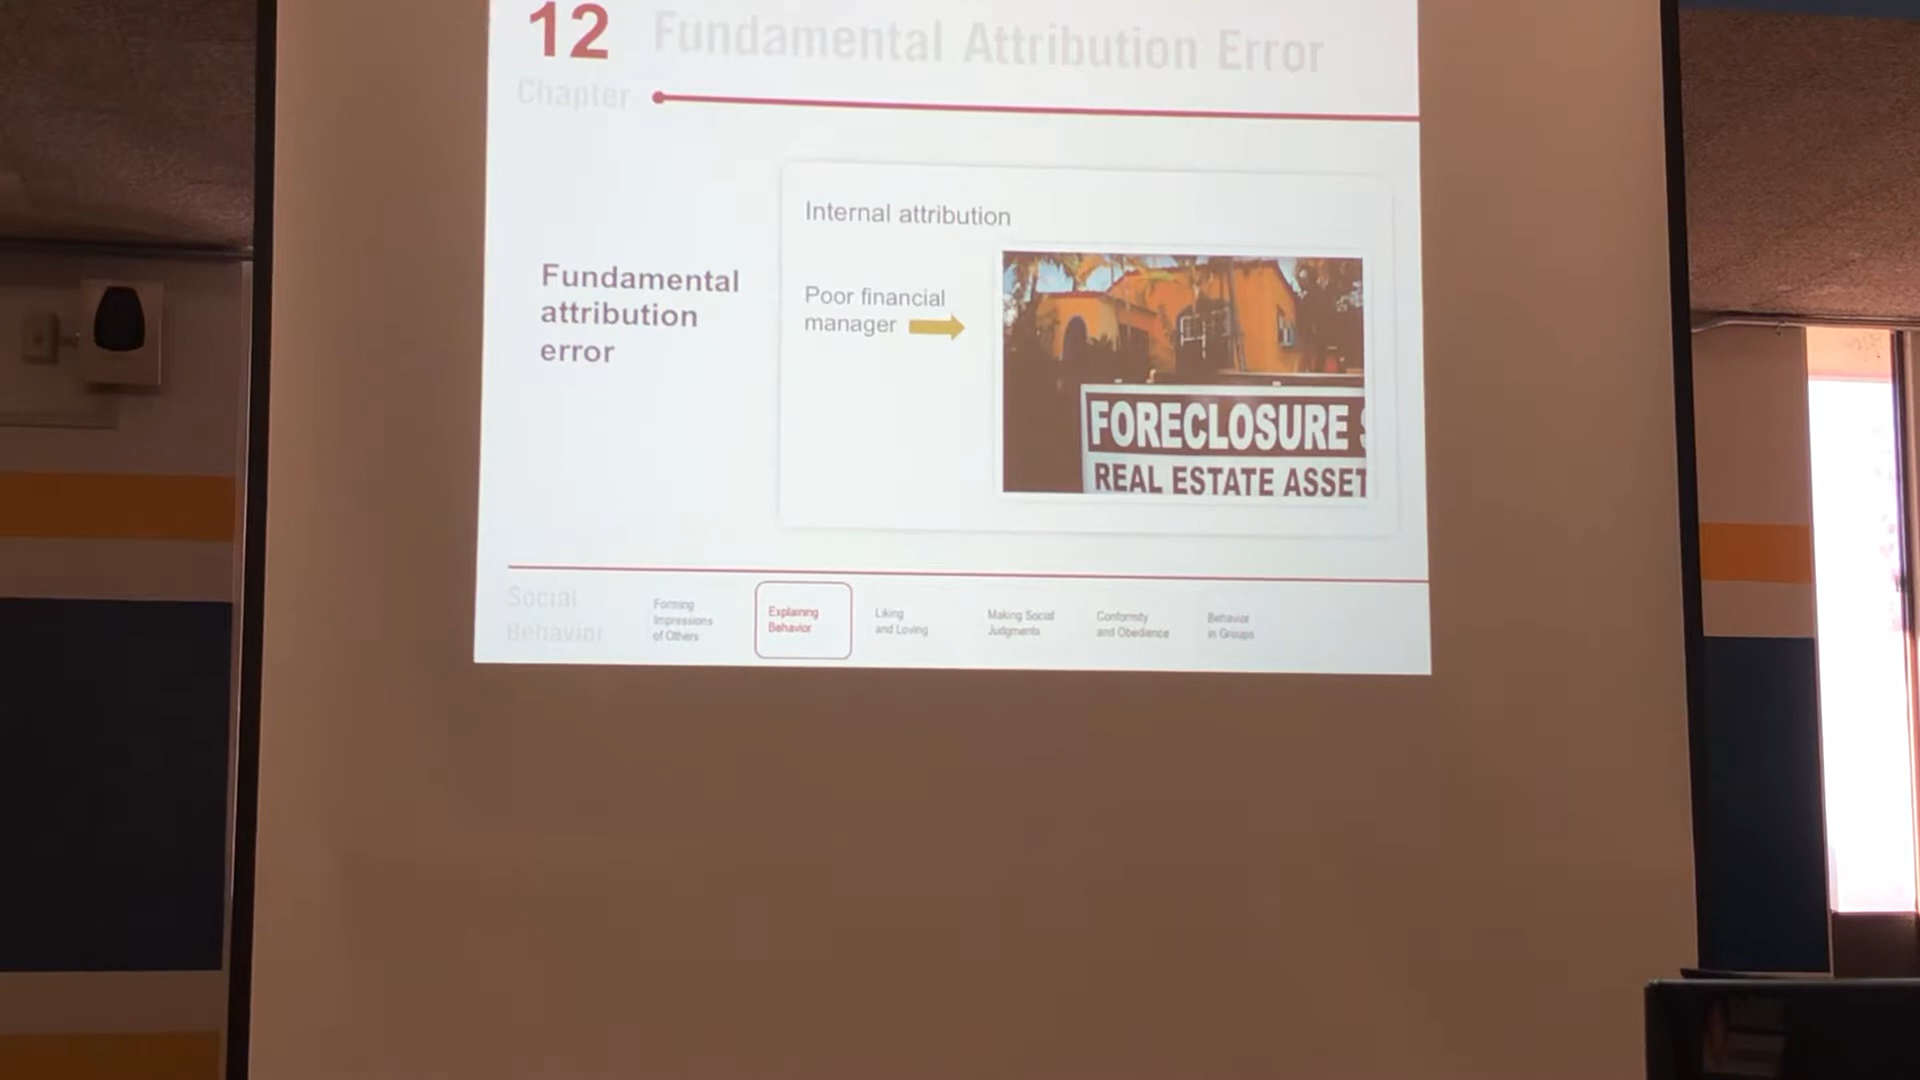 12 Fundamental Attribution Error
Chapter
Internal attribution
Fundamental
attribution
error
Poor financial
manager
FORECLOSURE
REAL ESTATE ASSET
Social
Behavior
Forming
Impressions
of Others
Explaining
Behavior
Liking
and Loving
Making Social
Judgments
Conformity
and Obedience
Behavior
in Groups